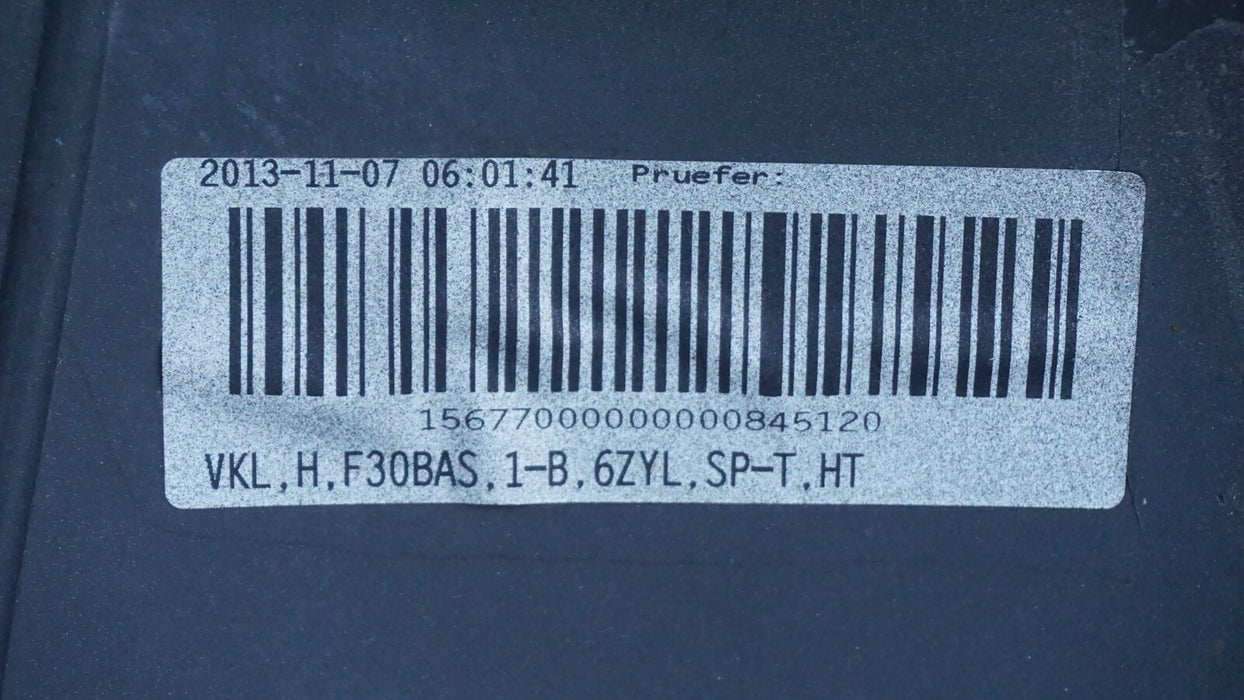 2013-11-07 06:01:41 Pruefer:
15677000000000845120
VKL,H,F30BAS,1-B,6ZYL,SP-T,HT